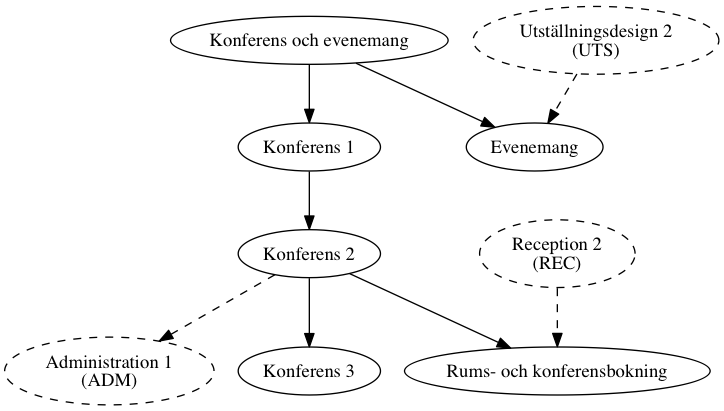 Konferens och evenemang
Utställningsdesign 2
(UTS)
Konferens 1
Evenemang
Konferens 2
Reception 2
(REC)
Administration 1
(ADM)
Konferens 3
Rums- och konferensbokning